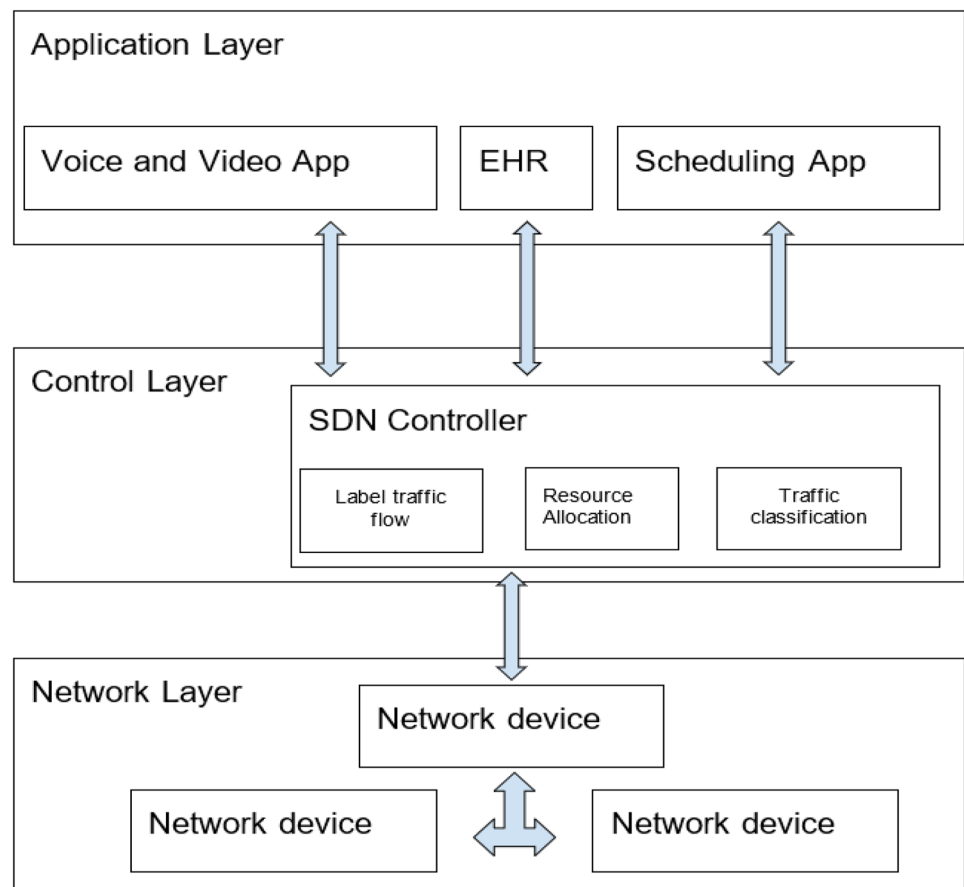 Application Layer
Voice and Video App
EHR
Scheduling App
Control Layer
SDN Controller
Label traffic
flow
Resource
Allocation
Traffic
classification
Network Layer
Network device
Network device
Network device